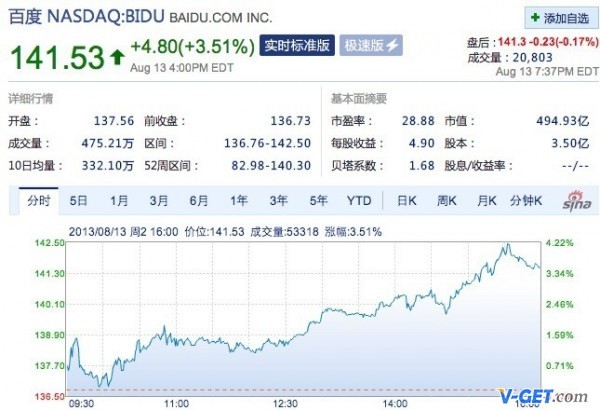 百度 NASDAQ:BIDU BAIDU.COM INC.
+ 添加自选
141.53 +4.80(+3.51%) 实时标准版 极速版
Aug 13 4:00PM EDT
盘后: 141.3 -0.23(-0.17%)
成交量: 20,803
Aug 13 7:37PM EDT
详细行情 基本面摘要
开盘: 137.56 前收盘: 136.73 市盈率: 28.88 市值: 494.93亿
成交量: 475.21万 区间: 136.76-142.50 每股收益: 4.90 股本: 3.50亿
10日均量: 332.10万 52周区间: 82.98-140.30 贝塔系数: 1.68 股息/收益率: --/--
分时 5日 1月 3月 6月 1年 3年 5年 YTD 日K 周K 月K 分钟K sina
2013/08/13 周2 16:00 价位:141.53 成交量:53318 涨幅:3.51%
142.50 4.22%
141.30 3.34%
140.10 2.47%
138.90 1.59%
137.70 0.71%
136.50
09:30 11:00 12:30 14:00
V-GET.com